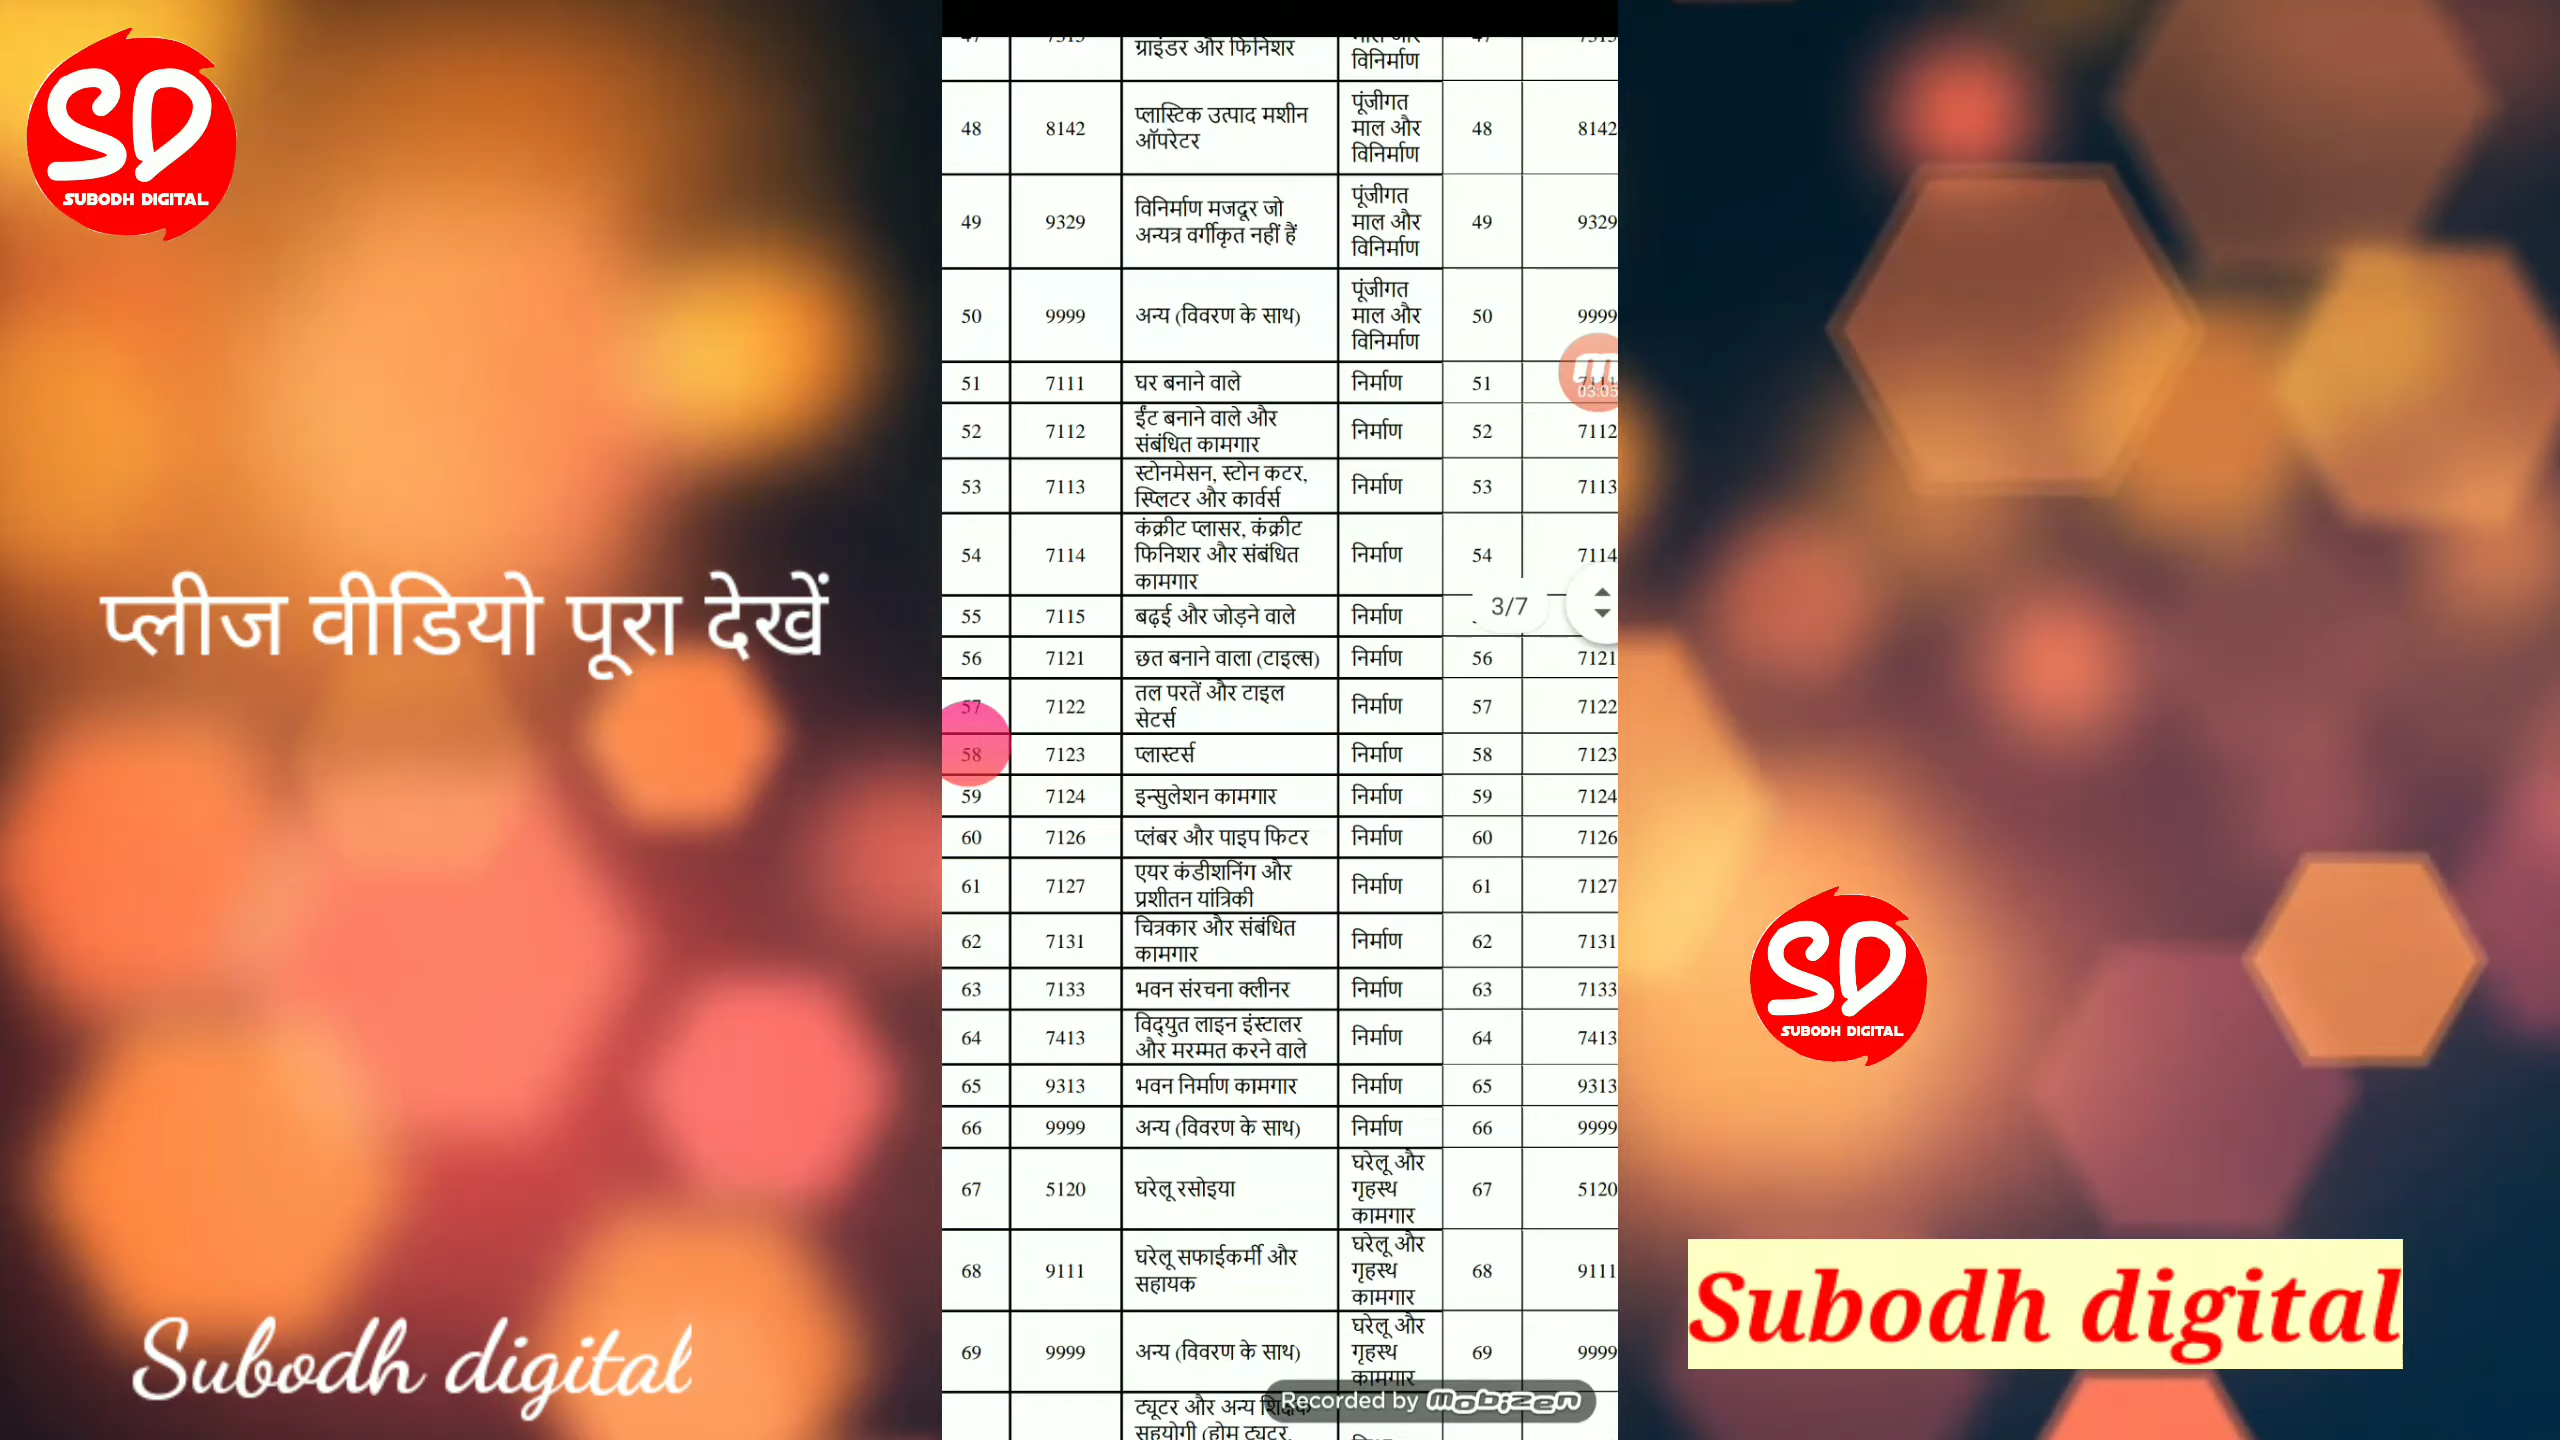 SD
SUBODH DIGITAL
प्लीज वीडियो पूरा देखें
Subodh digital
ग्राइंडर और फिनिशर
विनिर्माण
48 8142 प्लास्टिक उत्पाद मशीन ऑपरेटर पूंजीगत माल और विनिर्माण 48 8142
49 9329 विनिर्माण मजदूर जो अन्यत्र वर्गीकृत नहीं हैं पूंजीगत माल और विनिर्माण 49 9329
50 9999 अन्य (विवरण के साथ) पूंजीगत माल और विनिर्माण 50 9999
51 7111 घर बनाने वाले निर्माण 51 7111
03:05
52 7112 ईंट बनाने वाले और संबंधित कामगार निर्माण 52 7112
53 7113 स्टोनमेसन, स्टोन कटर, स्प्लिटर और कार्वर्स निर्माण 53 7113
54 7114 कंक्रीट प्लासर, कंक्रीट फिनिशर और संबंधित कामगार निर्माण 54 7114
3/7
55 7115 बढ़ई और जोड़ने वाले निर्माण
56 7121 छत बनाने वाला (टाइल्स) निर्माण 56 7121
57 7122 तल परतें और टाइल सेटर्स निर्माण 57 7122
58 7123 प्लास्टर्स निर्माण 58 7123
59 7124 इन्सुलेशन कामगार निर्माण 59 7124
60 7126 प्लंबर और पाइप फिटर निर्माण 60 7126
61 7127 एयर कंडीशनिंग और प्रशीतन यांत्रिकी निर्माण 61 7127
62 7131 चित्रकार और संबंधित कामगार निर्माण 62 7131
63 7133 भवन संरचना क्लीनर निर्माण 63 7133
64 7413 विद्युत लाइन इंस्टालर और मरम्मत करने वाले निर्माण 64 7413
65 9313 भवन निर्माण कामगार निर्माण 65 9313
66 9999 अन्य (विवरण के साथ) निर्माण 66 9999
67 5120 घरेलू रसोइया घरेलू और गृहस्थ कामगार 67 5120
68 9111 घरेलू सफाईकर्मी और सहायक घरेलू और गृहस्थ कामगार 68 9111
69 9999 अन्य (विवरण के साथ) घरेलू और गृहस्थ कामगार 69 9999
ट्यूटर और अन्य शिक्षक
सहयोगी (होम ट्यूटर,
Recorded by mobizen
SD
SUBODH DIGITAL
Subodh digital